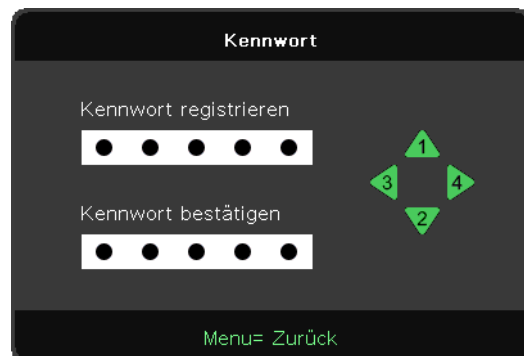 Kennwort
Kennwort registrieren
1
3 4
Kennwort bestätigen
2
Menu= Zurück